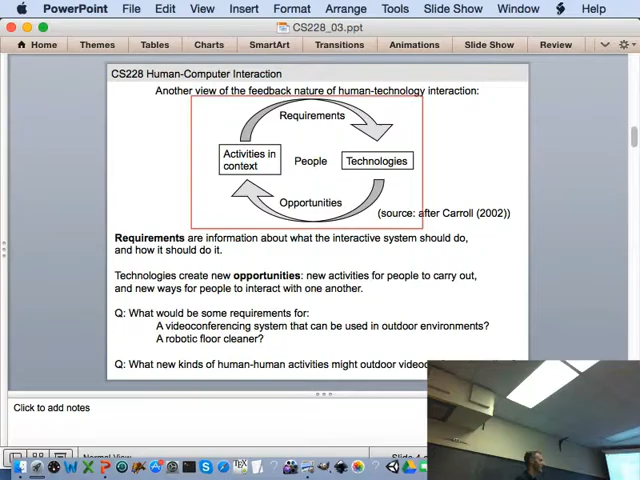 PowerPoint File Edit View Insert Format Arrange Tools Slide Show Window Help
CS228_03.ppt
Home Themes Tables Charts SmartArt Transitions Animations Slide Show Review
CS228 Human-Computer Interaction
Another view of the feedback nature of human-technology interaction:
Requirements
Activities in
context
People
Technologies
Opportunities
(source: after Carroll (2002))
Requirements are information about what the interactive system should do,
and how it should do it.
Technologies create new opportunities: new activities for people to carry out,
and new ways for people to interact with one another.
Q: What would be some requirements for:
A videoconferencing system that can be used in outdoor environments?
A robotic floor cleaner?
Q: What new kinds of human-human activities might outdoor
Click to add notes
Normal View
Slide 4